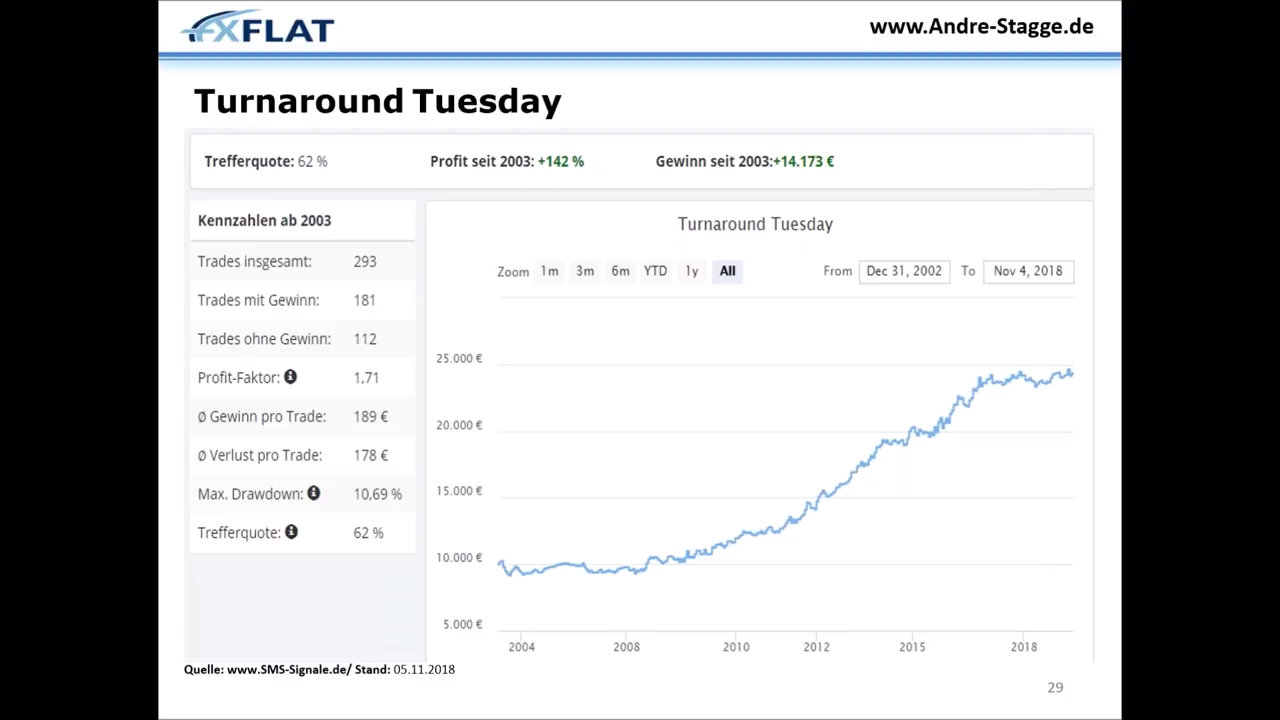 FXFLAT
www.Andre-Stagge.de
Turnaround Tuesday
Trefferquote: 62 % Profit seit 2003: +142 % Gewinn seit 2003:+14.173 €
Kennzahlen ab 2003
Trades insgesamt: 293
Trades mit Gewinn: 181
Trades ohne Gewinn: 112
Profit-Faktor: 1,71
Ø Gewinn pro Trade: 189 €
Ø Verlust pro Trade: 178 €
Max. Drawdown: 10,69 %
Trefferquote: 62 %
Turnaround Tuesday
Zoom 1m 3m 6m YTD 1y All From Dec 31, 2002 To Nov 4, 2018
25.000 €
20.000 €
15.000 €
10.000 €
5.000 €
2004 2008 2010 2012 2015 2018
Quelle: www.SMS-Signale.de/ Stand: 05.11.2018
29